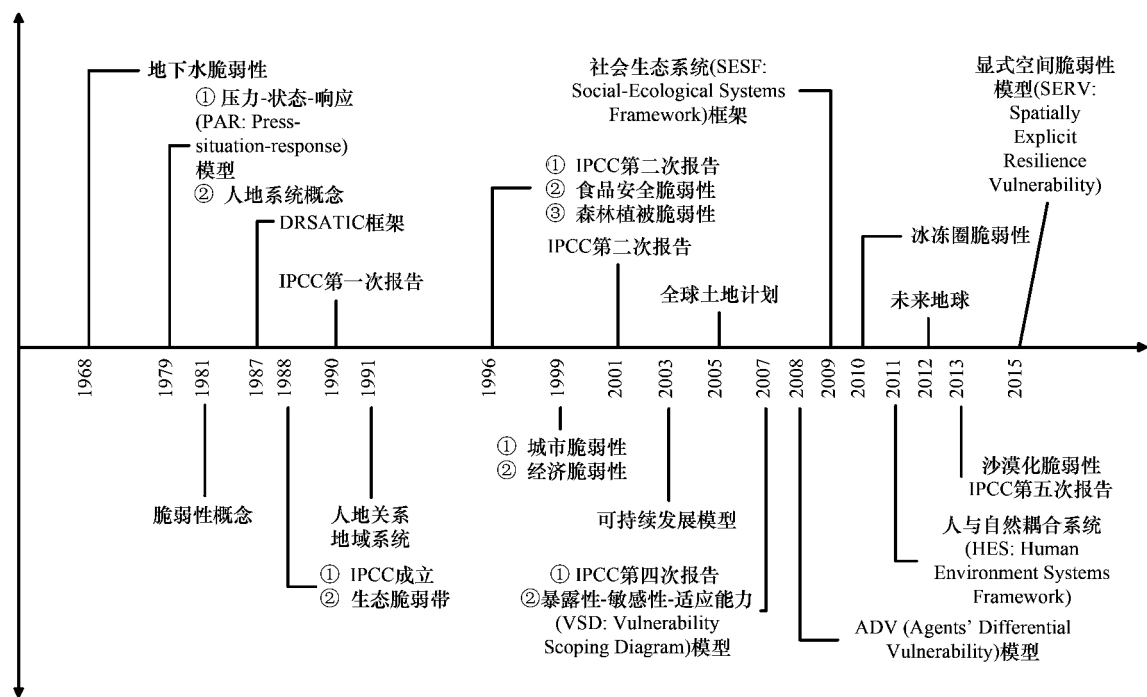 地下水脆弱性
① 压力-状态-响应
(PAR: Press-
situation-response)
模型
② 人地系统概念
DRSATIC框架
IPCC第一次报告
社会生态系统(SESF:
Social-Ecological Systems
Framework)框架
① IPCC第二次报告
② 食品安全脆弱性
③ 森林植被脆弱性
IPCC第二次报告
全球土地计划
显式空间脆弱性
模型(SERV:
Spatially
Explicit
Resilience
Vulnerability)
冰冻圈脆弱性
未来地球
1968
1979
1981
1987
1988
1990
1991
1996
1999
2001
2003
2005
2007
2008
2009
2010
2011
2012
2013
2015
脆弱性概念
人地关系
地域系统
① IPCC成立
② 生态脆弱带
① 城市脆弱性
② 经济脆弱性
可持续发展模型
① IPCC第四次报告
②暴露性-敏感性-适应能力
(VSD: Vulnerability
Scoping Diagram)模型
沙漠化脆弱性
IPCC第五次报告
人与自然耦合系统
(HES: Human
Environment Systems
Framework)
ADV (Agents' Differential
Vulnerability)模型